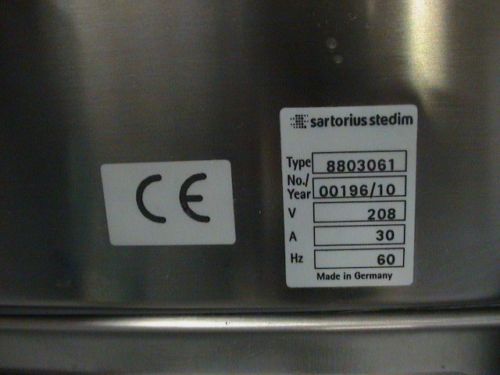 sartorius stedim
Type 8803061
No./
Year 00196/10
V 208
A 30
Hz 60
Made in Germany
CE